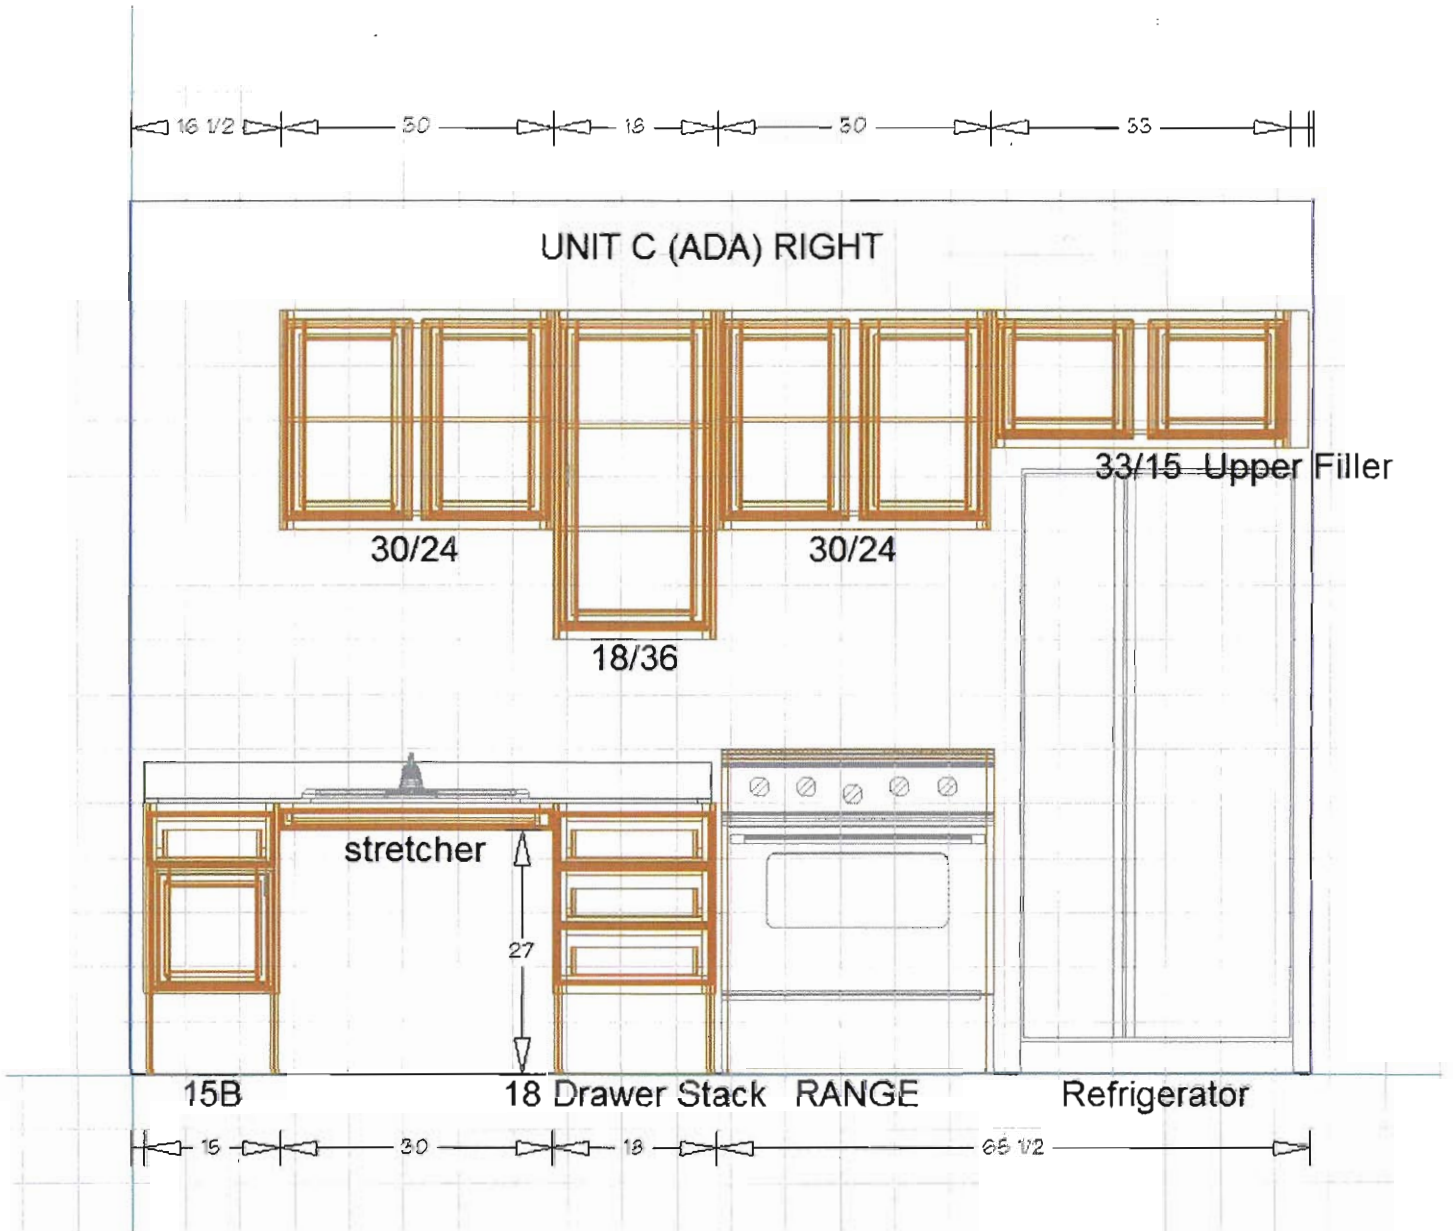 16 1/2 30 18 30 33
UNIT C (ADA) RIGHT
33/15 Upper Filler
30/24 30/24
18/36
stretcher
27
15B 18 Drawer Stack RANGE Refrigerator
15 30 18 65 1/2